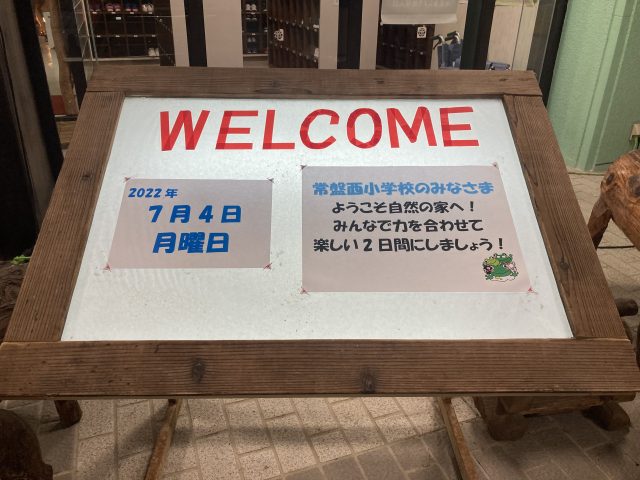 WELCOME
2022年
7月4日
月曜日
常盤西小学校のみなさま
ようこそ自然の家へ！
みんなで力を合わせて
楽しい2日間にしましょう！